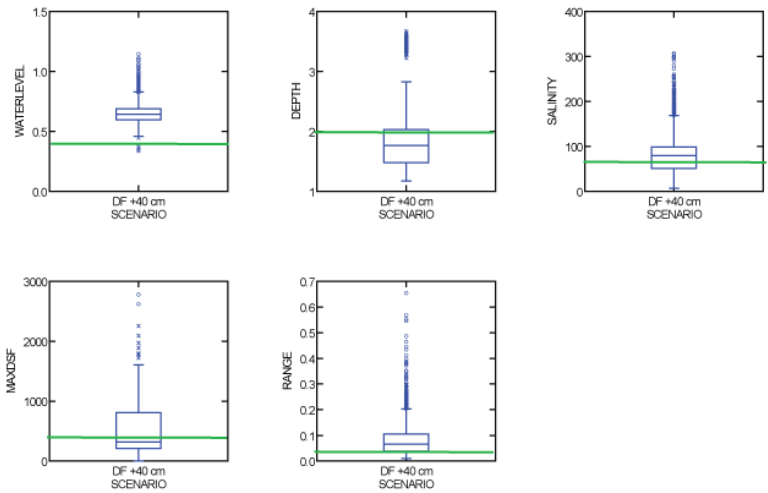 1.5
1.0
0.5
0.0
WATERLEVEL
DF +40 cm
SCENARIO
4
3
2
1
DEPTH
DF +40 cm
SCENARIO
400
300
200
100
0
SALINITY
DF +40 cm
SCENARIO
3000
2000
1000
0
MAXDSF
DF +40 cm
SCENARIO
0.7
0.6
0.5
0.4
0.3
0.2
0.1
0.0
RANGE
DF +40 cm
SCENARIO